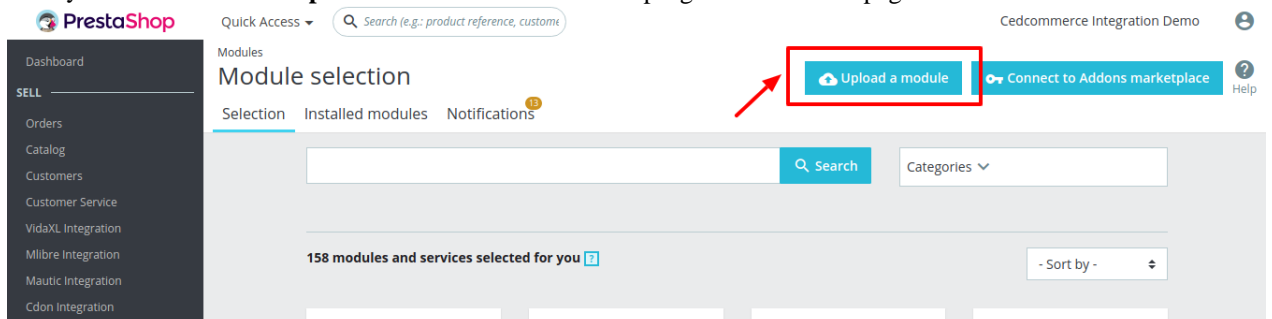 PrestaShop
Quick Access
Search (e.g.: product reference, custome
Cedcommerce Integration Demo
Dashboard
SELL
Orders
Catalog
Customers
Customer Service
VidaXL Integration
Mlibre Integration
Mautic Integration
Cdon Integration
Modules
Module selection
Upload a module
Connect to Addons marketplace
? Help
Selection Installed modules Notifications 13
Search
Categories
158 modules and services selected for you ?
- Sort by -